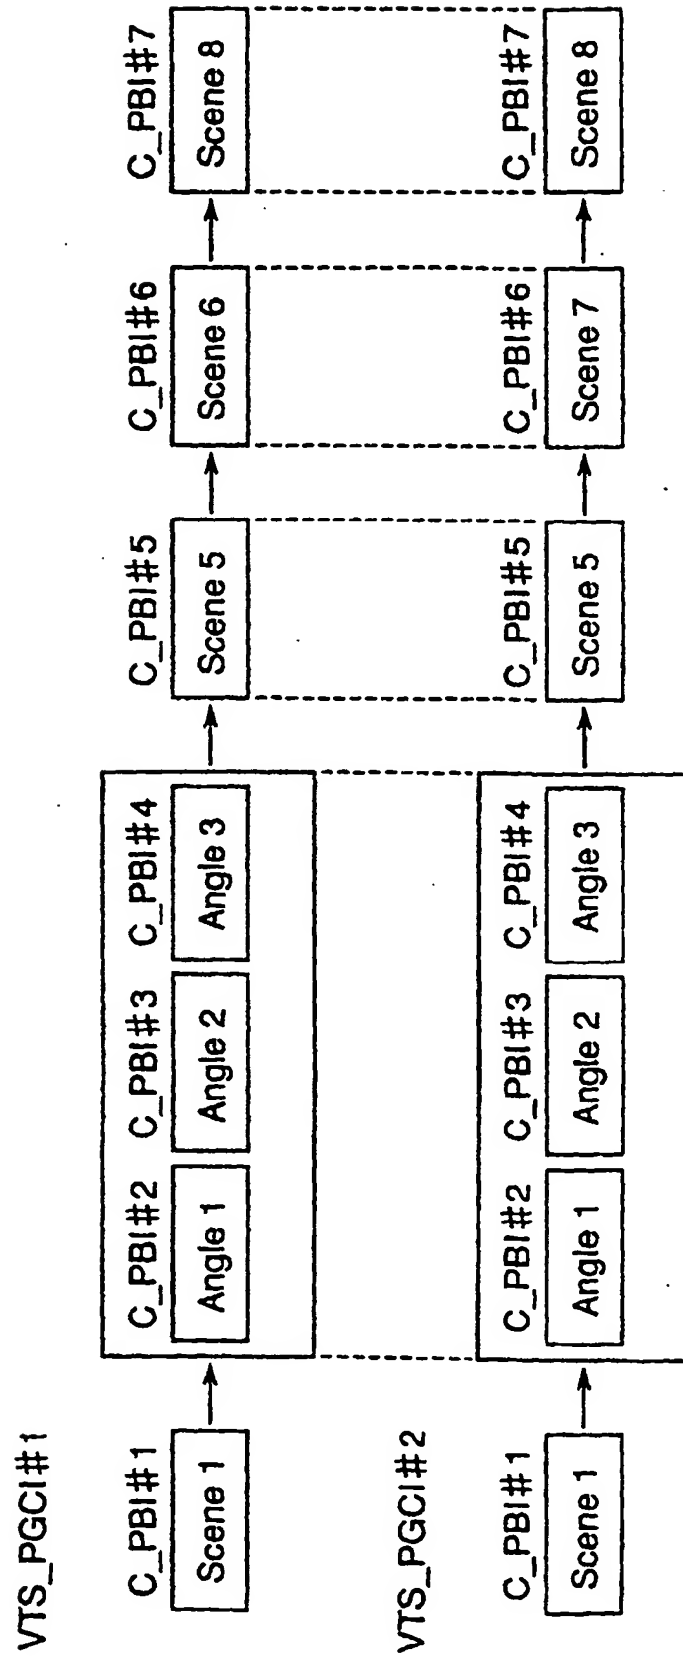 VTS_PGCI#1
C_PBI#1
Scene 1
C_PBI#2
Angle 1
C_PBI#3
Angle 2
C_PBI#4
Angle 3
C_PBI#5
Scene 5
C_PBI#6
Scene 6
C_PBI#7
Scene 8
VTS_PGCI#2
C_PBI#1
Scene 1
C_PBI#2
Angle 1
C_PBI#3
Angle 2
C_PBI#4
Angle 3
C_PBI#5
Scene 5
C_PBI#6
Scene 7
C_PBI#7
Scene 8